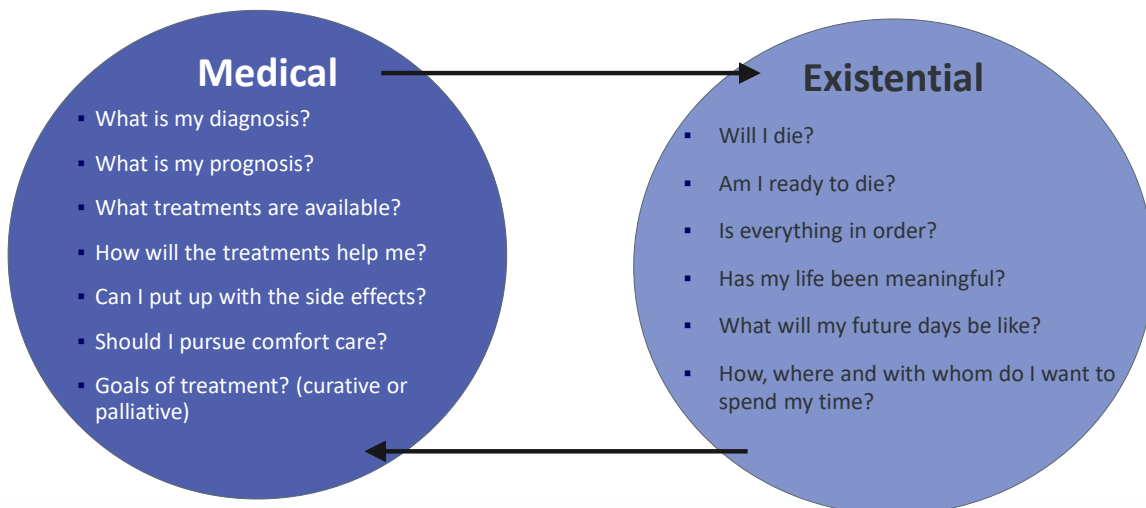 Medical
▪ What is my diagnosis?
▪ What is my prognosis?
▪ What treatments are available?
▪ How will the treatments help me?
▪ Can I put up with the side effects?
▪ Should I pursue comfort care?
▪ Goals of treatment? (curative or
palliative)
Existential
▪ Will I die?
▪ Am I ready to die?
▪ Is everything in order?
▪ Has my life been meaningful?
▪ What will my future days be like?
▪ How, where and with whom do I want to
spend my time?